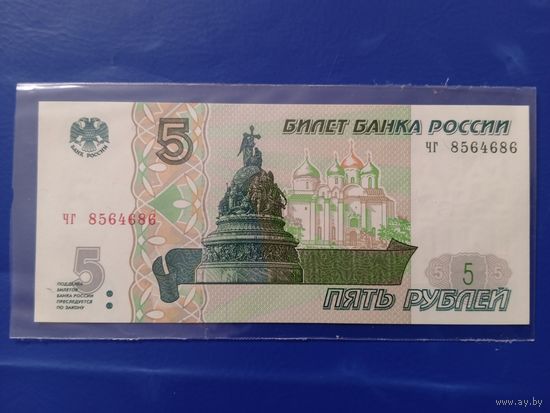 БАНК РОССИИ
5
БИЛЕТ БАНКА РОССИИ
чг 8564686
чг 8564686
5
ПОДДЕЛКА
БИЛЕТОВ
БАНКА РОССИИ
ПРЕСЛЕДУЕТСЯ
ПО ЗАКОНУ
5 5 5
ПЯТЬ РУБЛЕЙ
www.ay.by